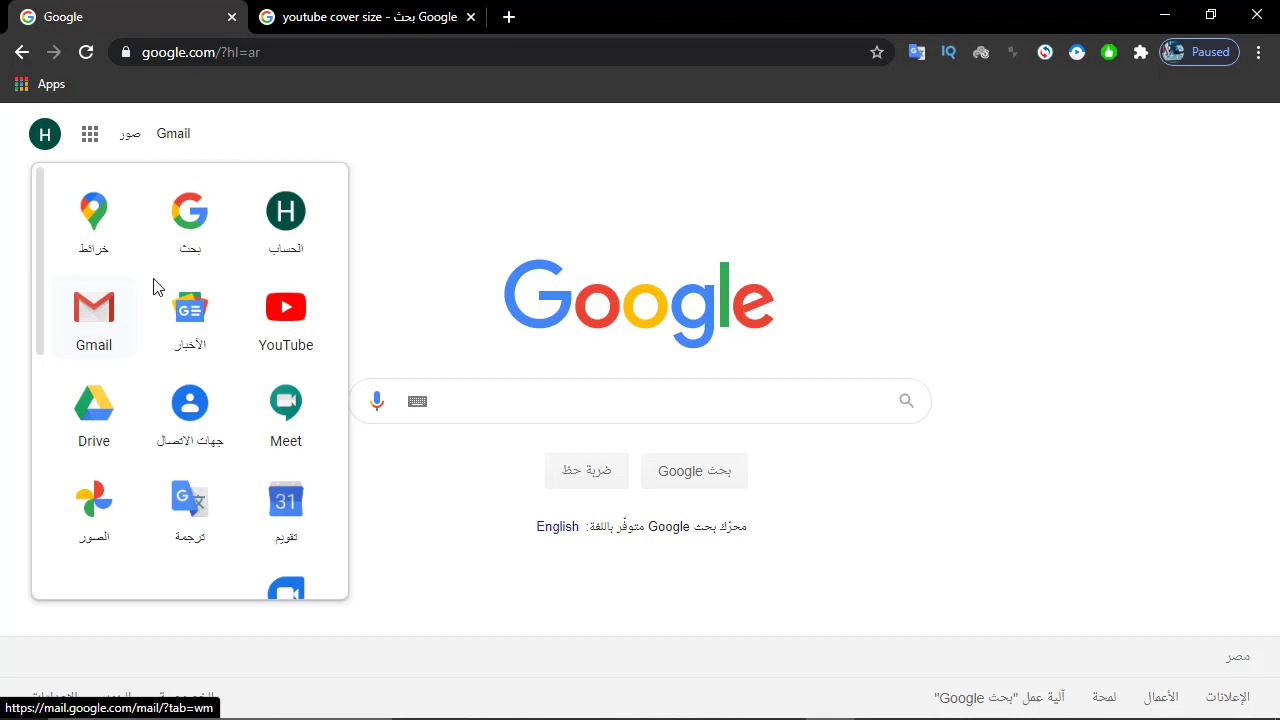 Google
youtube cover size - بحث Google
google.com/?hl=ar
Paused
Apps
H
صور
Gmail
خرائط
بحث
H
الحساب
Gmail
الأخبار
YouTube
Drive
جهات الاتصال
Meet
الصور
ترجمة
31
تقويم
Google
بحث Google
ضربة حظ
محرّك بحث Google متوفّر باللغة: English
مصر
الإعلانات
الأعمال
لمحة
آلية عمل "بحث Google"
https://mail.google.com/mail/?tab=wm